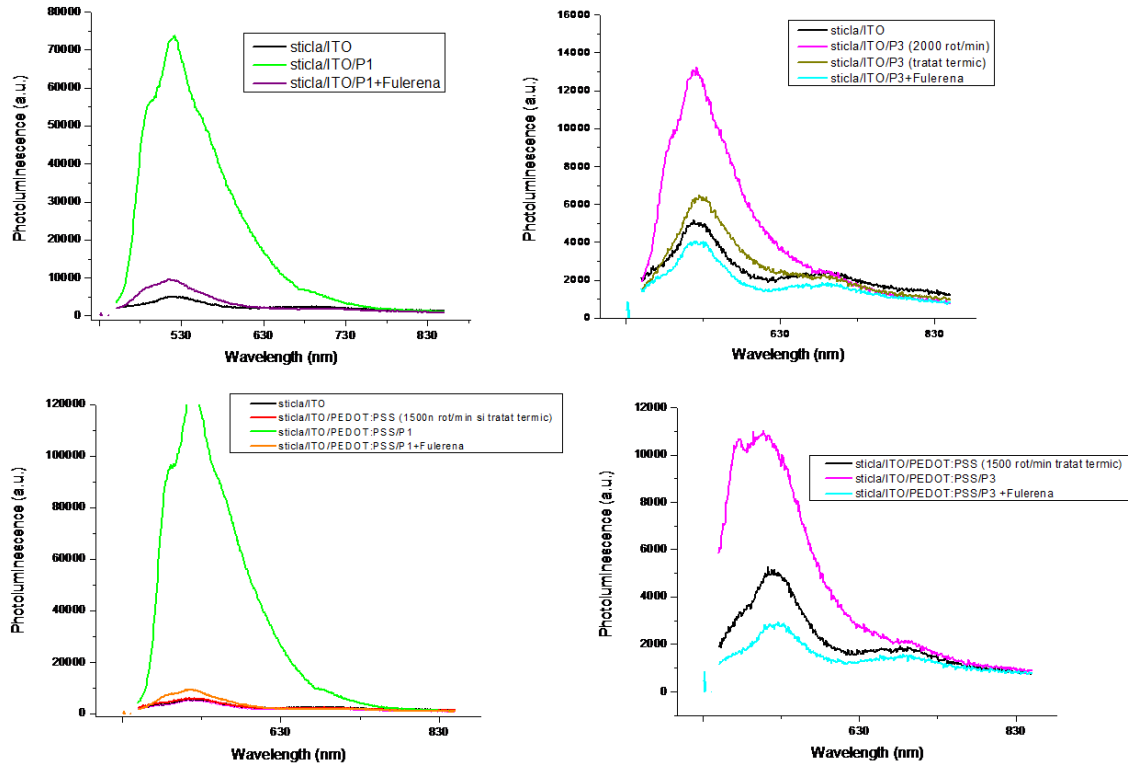 sticla/ITO
sticla/ITO/P1
sticla/ITO/P1+Fulerena
Photoluminescence (a.u.)
80000
70000
60000
50000
40000
30000
20000
10000
0
530
630
730
830
Wavelength (nm)
sticla/ITO
sticla/ITO/P3 (2000 rot/min)
sticla/ITO/P3 (tratat termic)
sticla/ITO/P3+Fulerena
Photoluminescence (a.u.)
16000
14000
12000
10000
8000
6000
4000
2000
0
630
830
Wavelength (nm)
sticla/ITO
sticla/ITO/PEDOT:PSS (1500n rot/min si tratat termic)
sticla/ITO/PEDOT:PSS/P1
sticla/ITO/PEDOT:PSS/P1+Fulerena
Photoluminescence (a.u.)
120000
100000
80000
60000
40000
20000
0
630
830
Wavelength (nm)
sticla/ITO/PEDOT:PSS (1500 rot/min tratat termic)
sticla/ITO/PEDOT:PSS/P3
sticla/ITO/PEDOT:PSS/P3 +Fulerena
Photoluminescence (a.u.)
12000
10000
8000
6000
4000
2000
0
630
830
Wavelength (nm)